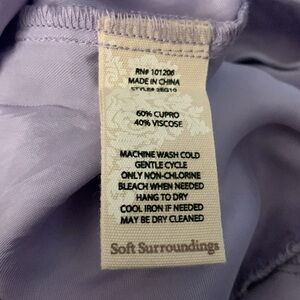 RN# 101206
MADE IN CHINA
STYLE# 2EG10
60% CUPRO
40% VISCOSE
MACHINE WASH COLD
GENTLE CYCLE
ONLY NON-CHLORINE
BLEACH WHEN NEEDED
HANG TO DRY
COOL IRON IF NEEDED
MAY BE DRY CLEANED
Soft Surroundings